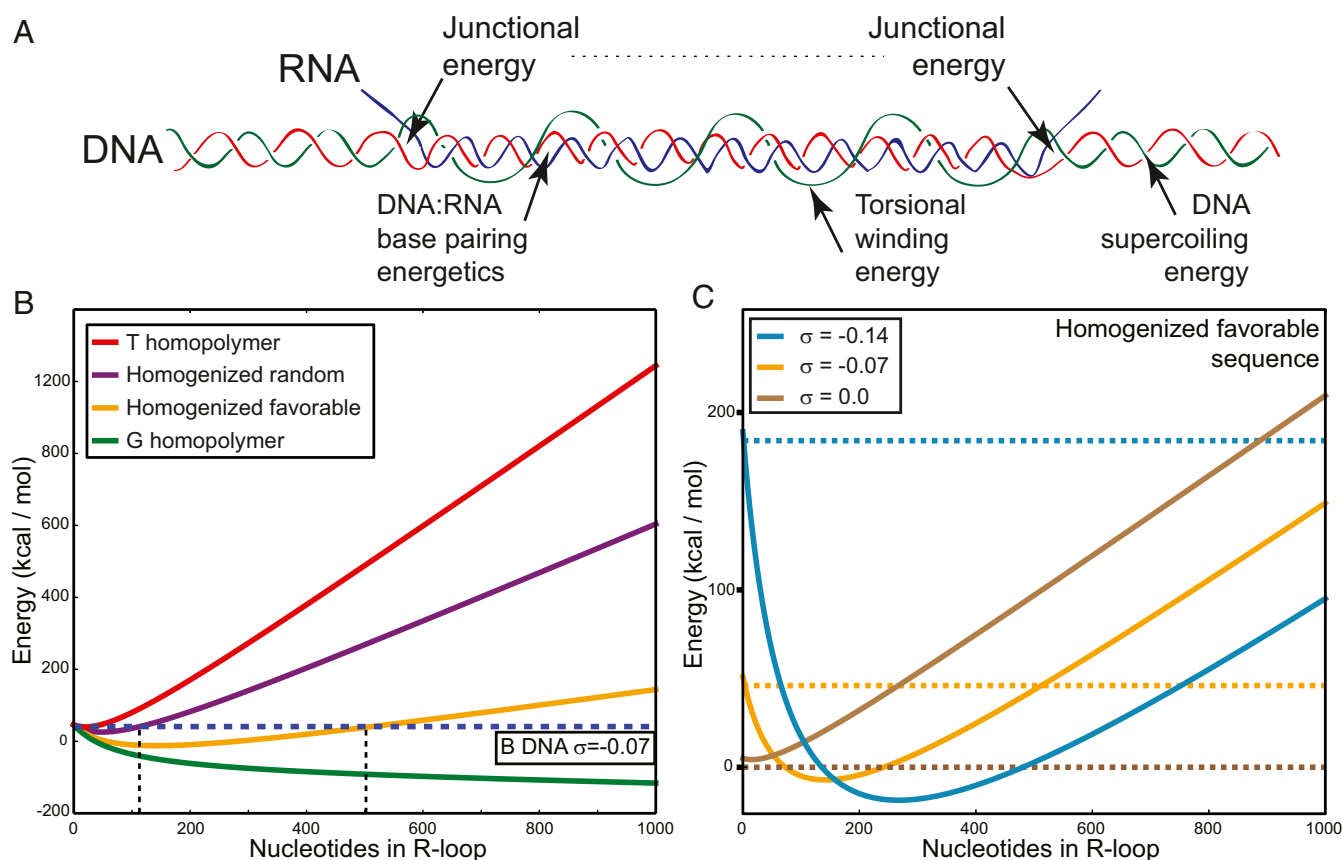 A
Junctional
energy
Junctional
energy
RNA
DNA
DNA:RNA
base pairing
energetics
Torsional
winding
energy
DNA
supercoiling
energy
B
T homopolymer
Homogenized random
Homogenized favorable
G homopolymer
B DNA σ=-0.07
Energy (kcal / mol)
1200
800
600
400
200
0
-200
0
200
400
600
800
1000
Nucleotides in R-loop
C
σ = -0.14
σ = -0.07
σ = 0.0
Homogenized favorable
sequence
Energy (kcal / mol)
200
100
0
0
200
400
600
800
1000
Nucleotides in R-loop